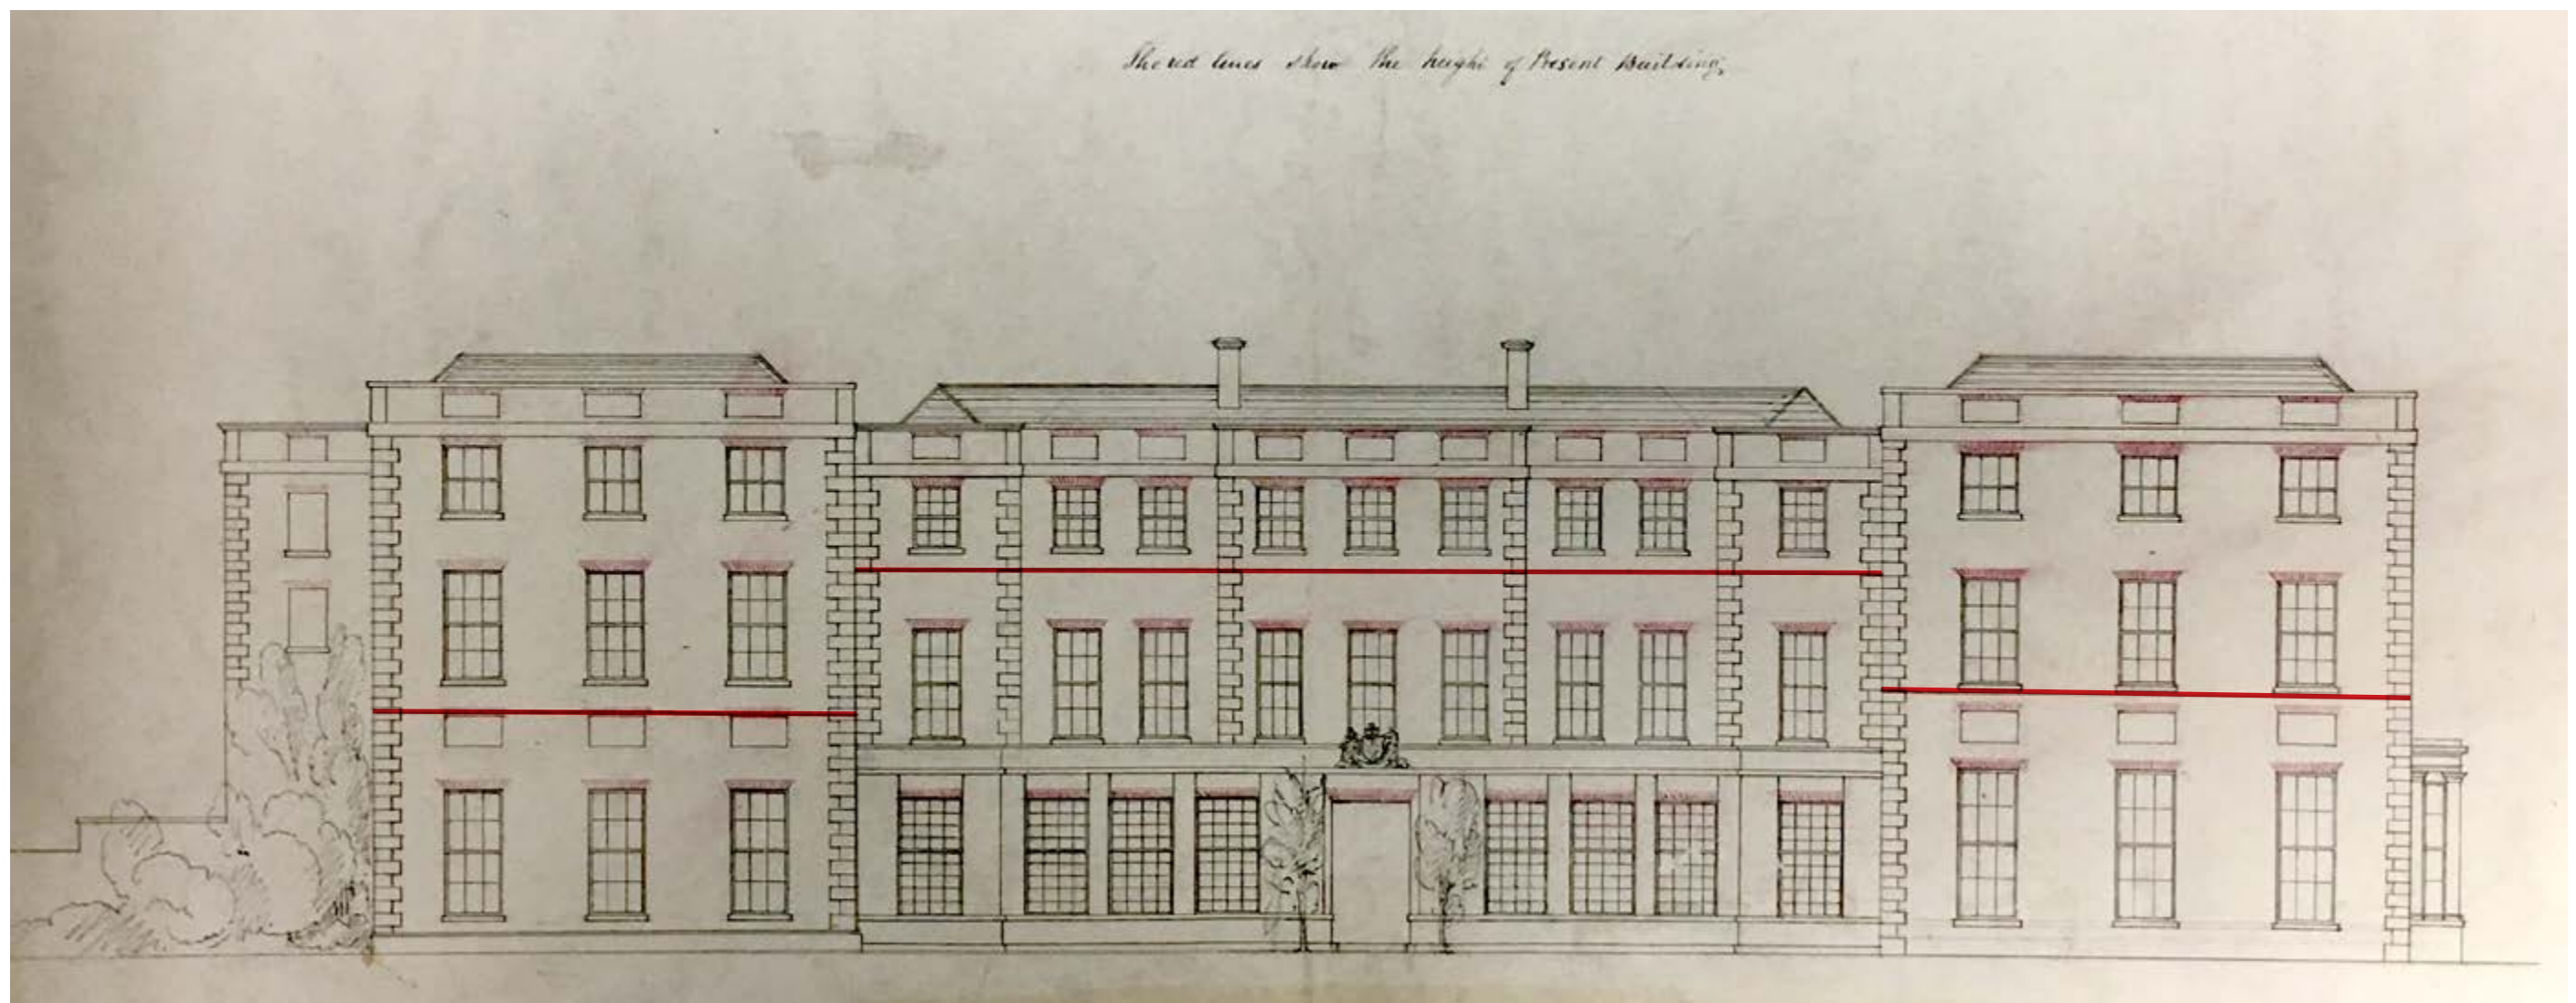 The red lines show the height of Present Building,